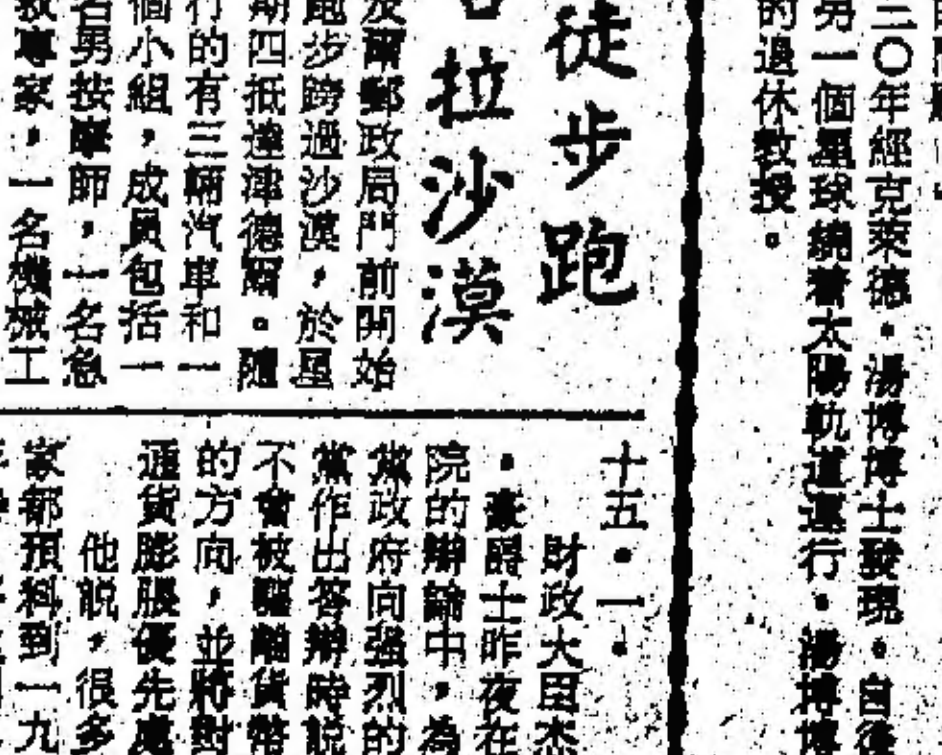 三〇年經克萊德·湯博博士發現。自後
另一個星球繞着太陽軌道運行。湯博博
的退休教授。
徒步跑
拉沙漠
爾郵政局門前開始
跑步跨過沙漠，於星
期四抵達津德爾。隨
行的有三輛汽車和一
個小組，成員包括一
名男按摩師，一名急
救專家，一名機械工
十五·一·
財政大臣杰
·豪爵士昨夜在
院的辯論中，為
黨政府向強烈的
黨作出答辯時說
不會被驅離貨幣
的方向，並將對
通貨膨脹優先處
他說，很多
家都預料到一九